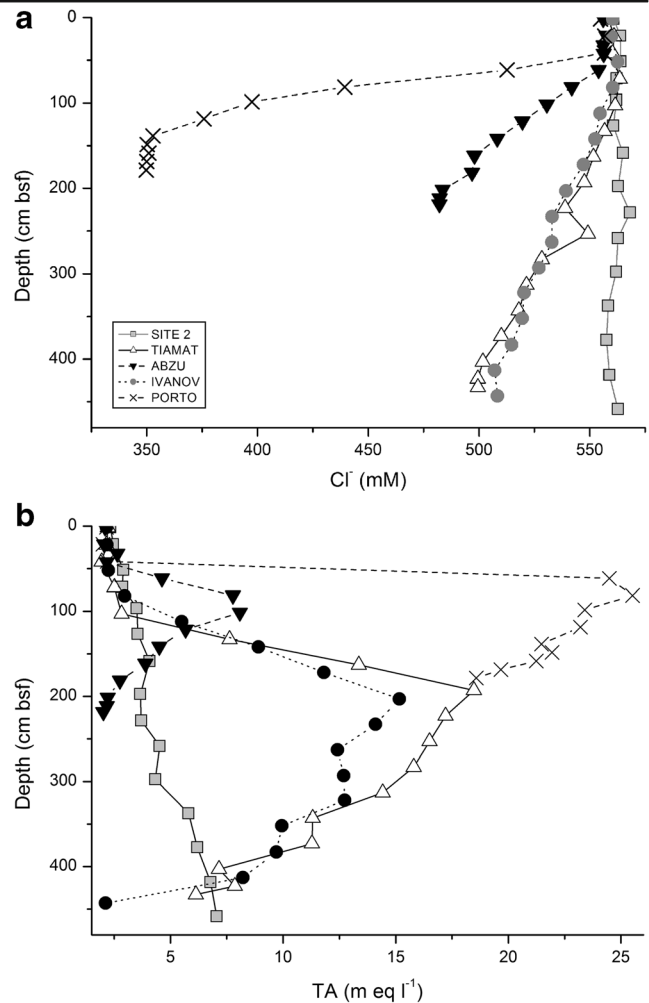 a
0
100
200
300
400
Depth (cm bsf)
SITE 2
TIAMAT
ABZU
IVANOV
PORTO
350 400 450 500 550
Cl⁻ (mM)
b
0
100
200
300
400
Depth (cm bsf)
5 10 15 20 25
TA (m eq l⁻¹)